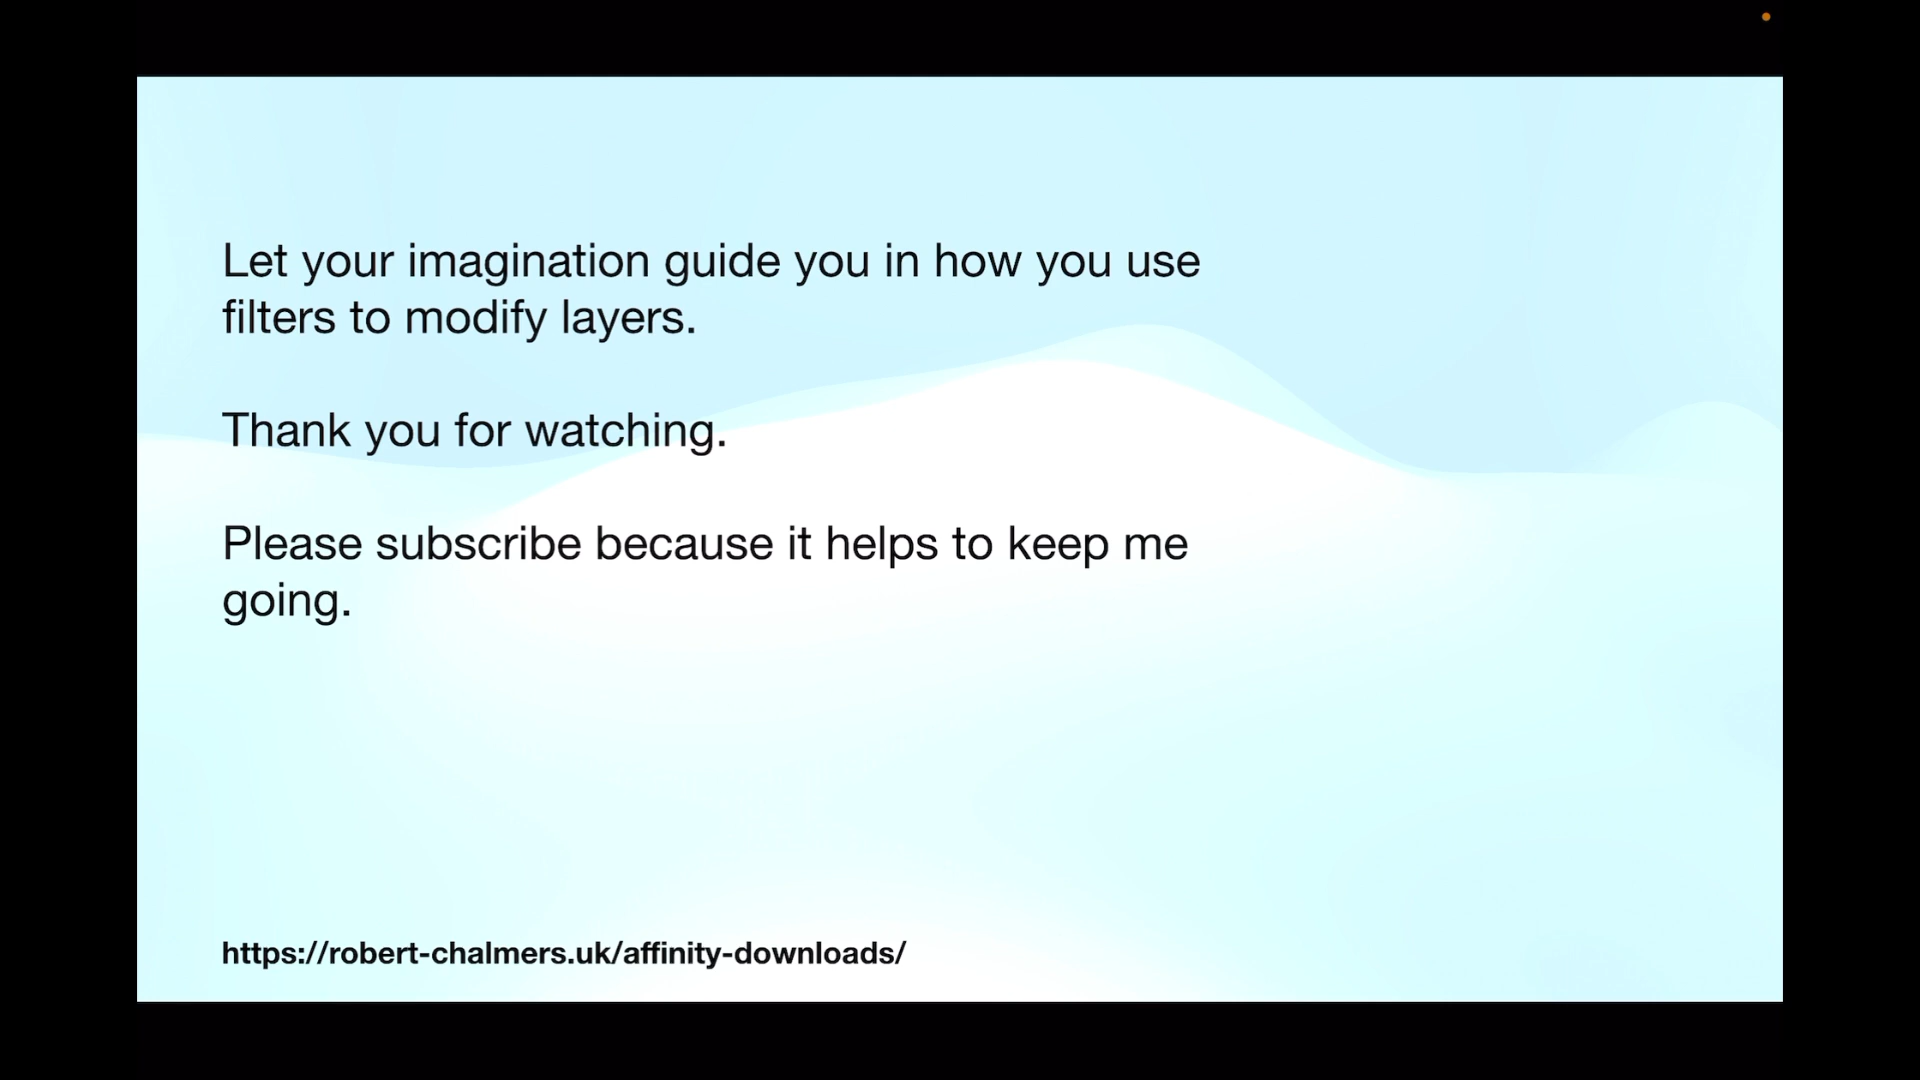 Let your imagination guide you in how you use
filters to modify layers.
Thank you for watching.
Please subscribe because it helps to keep me
going.
https://robert-chalmers.uk/affinity-downloads/